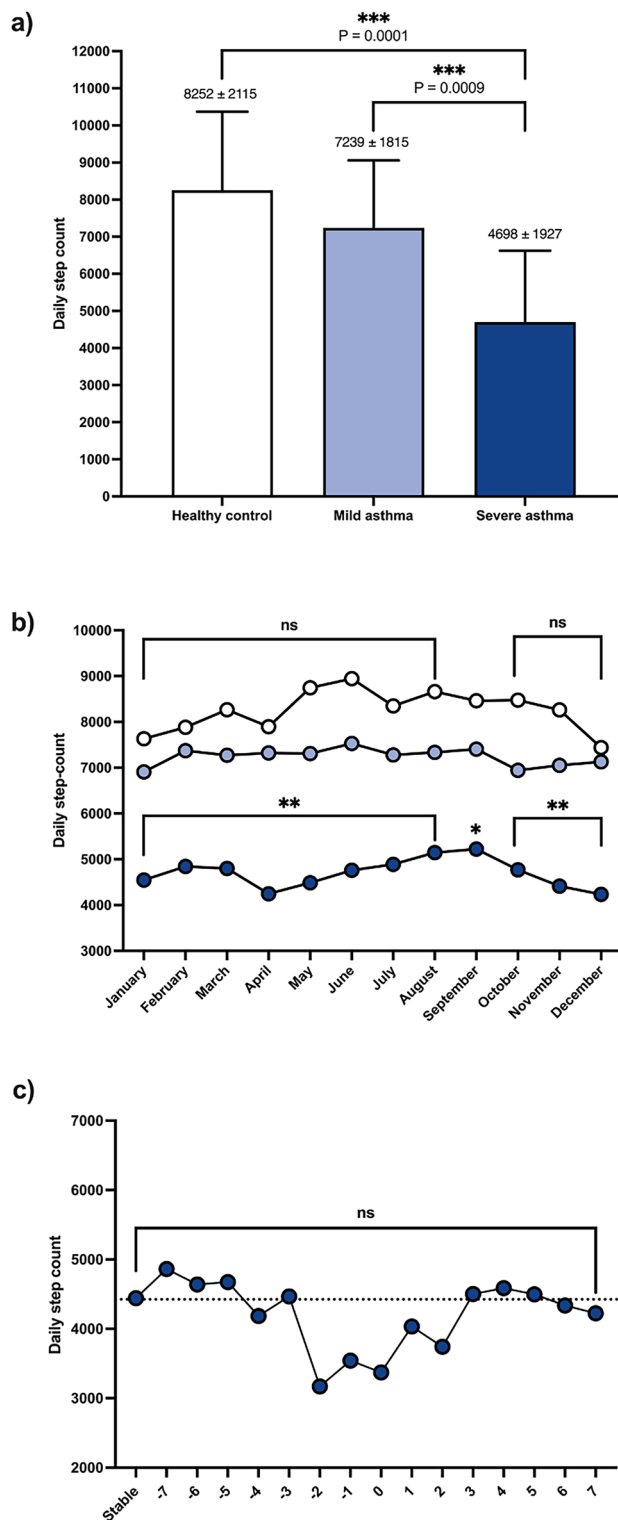 a)
***
P = 0.0001
***
P = 0.0009
8252 ± 2115
7239 ± 1815
4698 ± 1927
Daily step count
12000
11000
10000
9000
8000
7000
6000
5000
4000
3000
2000
1000
0
Healthy control Mild asthma Severe asthma
b)
ns ns
** * **
Daily step-count
10000
9000
8000
7000
6000
5000
4000
3000
January February March April May June July August September October November December
c)
ns
Daily step count
7000
6000
5000
4000
3000
2000
Stable -7 -6 -5 -4 -3 -2 -1 0 1 2 3 4 5 6 7